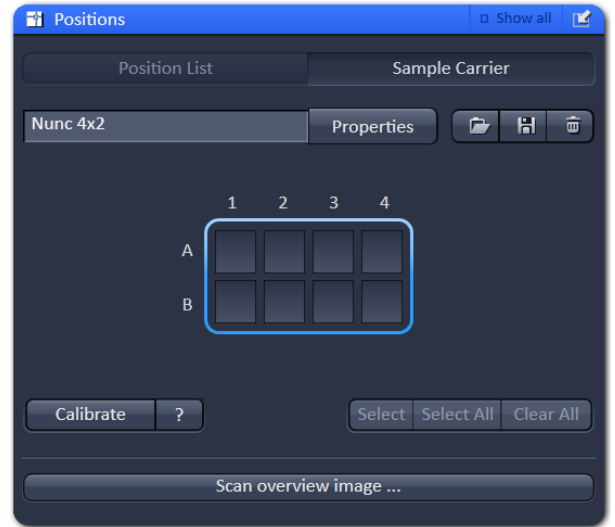 Positions
Show all
Position List
Sample Carrier
Nunc 4x2
Properties
1 2 3 4
A
B
Calibrate
?
Select
Select All
Clear All
Scan overview image ...